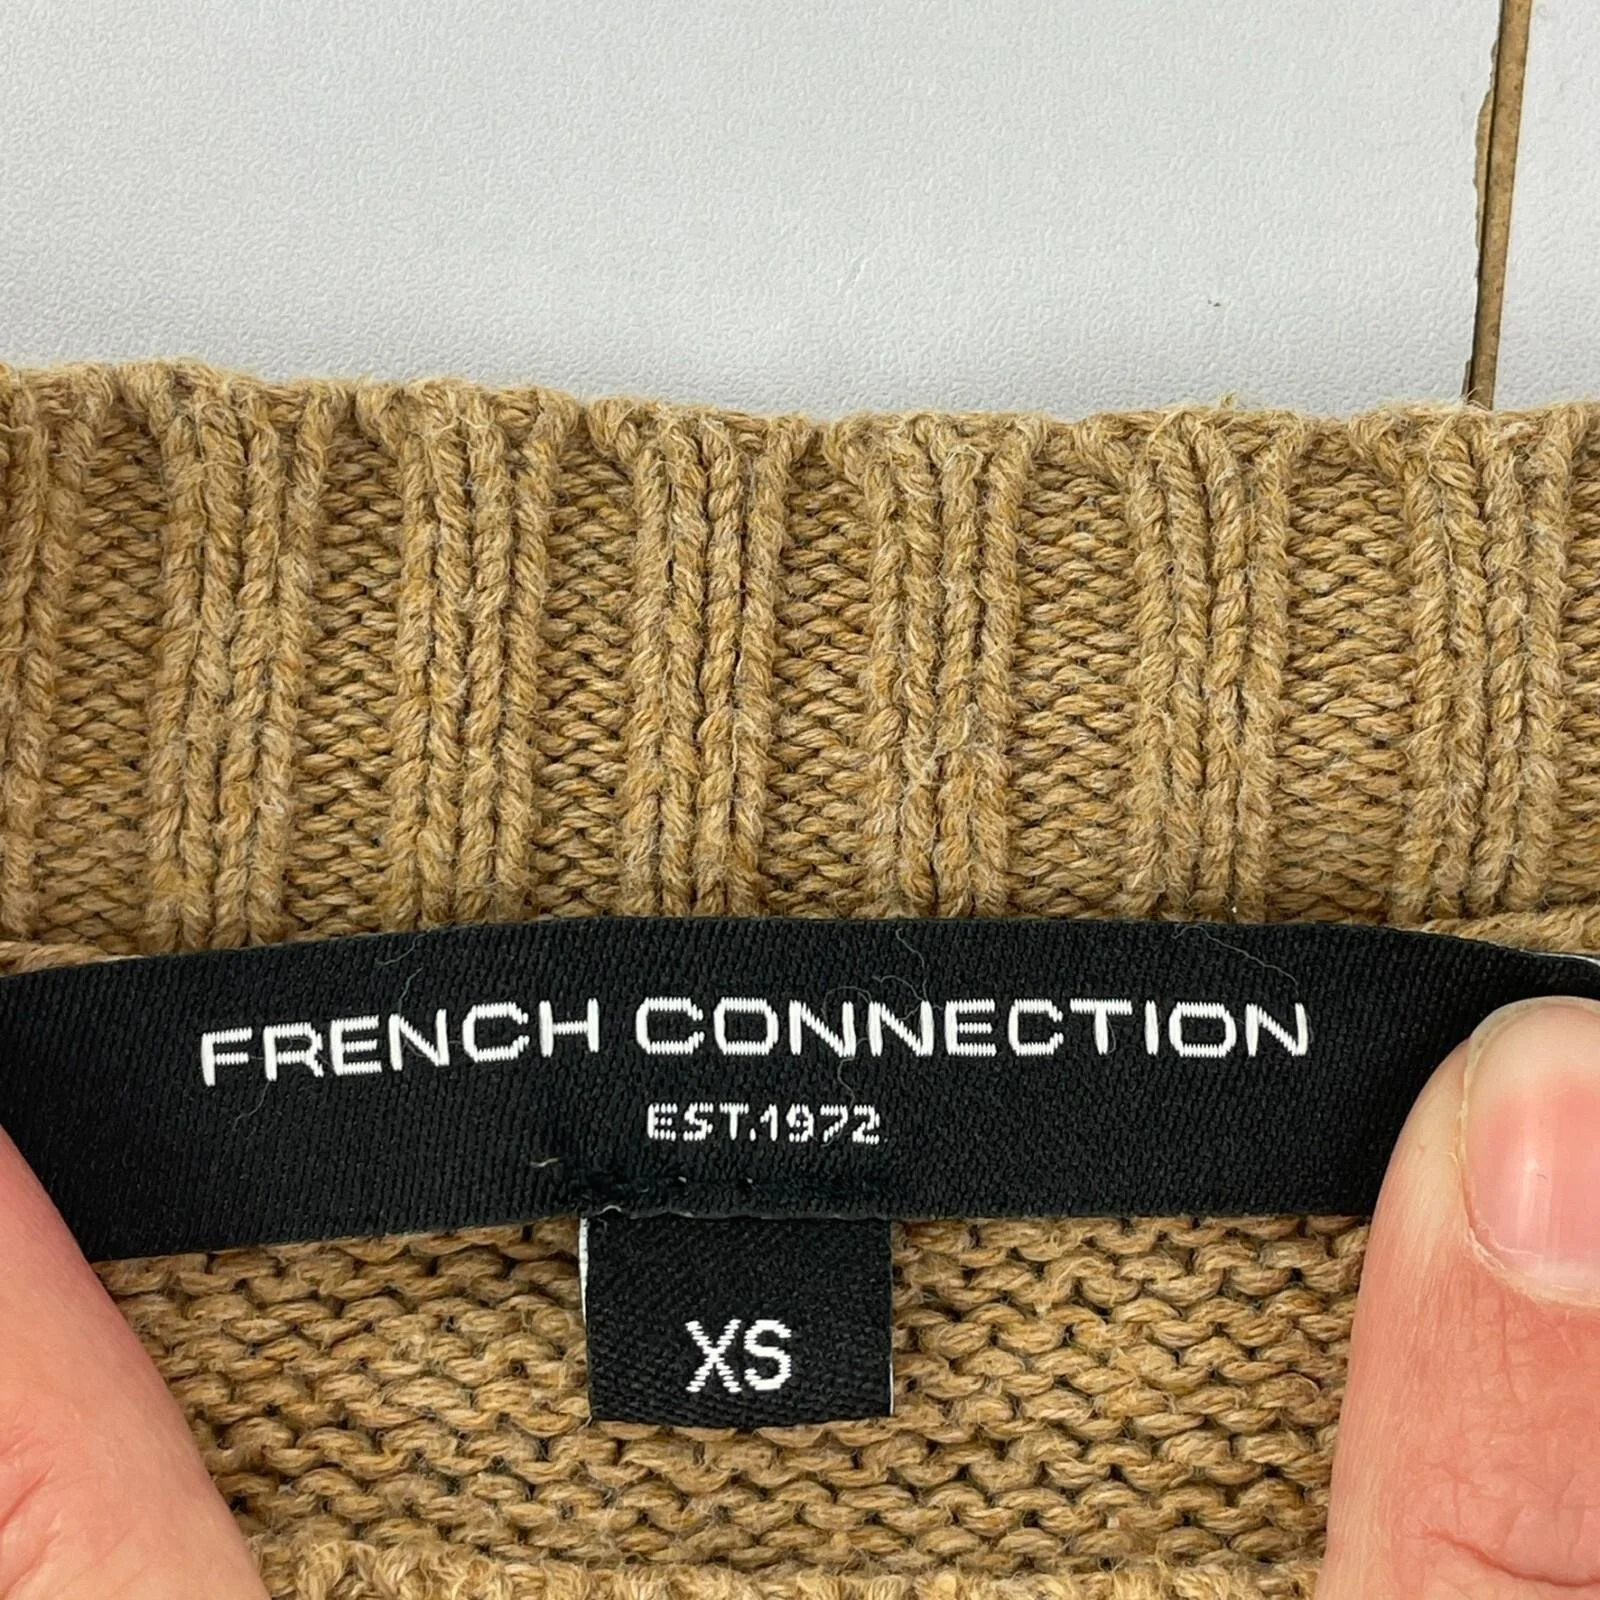 FRENCH CONNECTION
EST.1972
XS